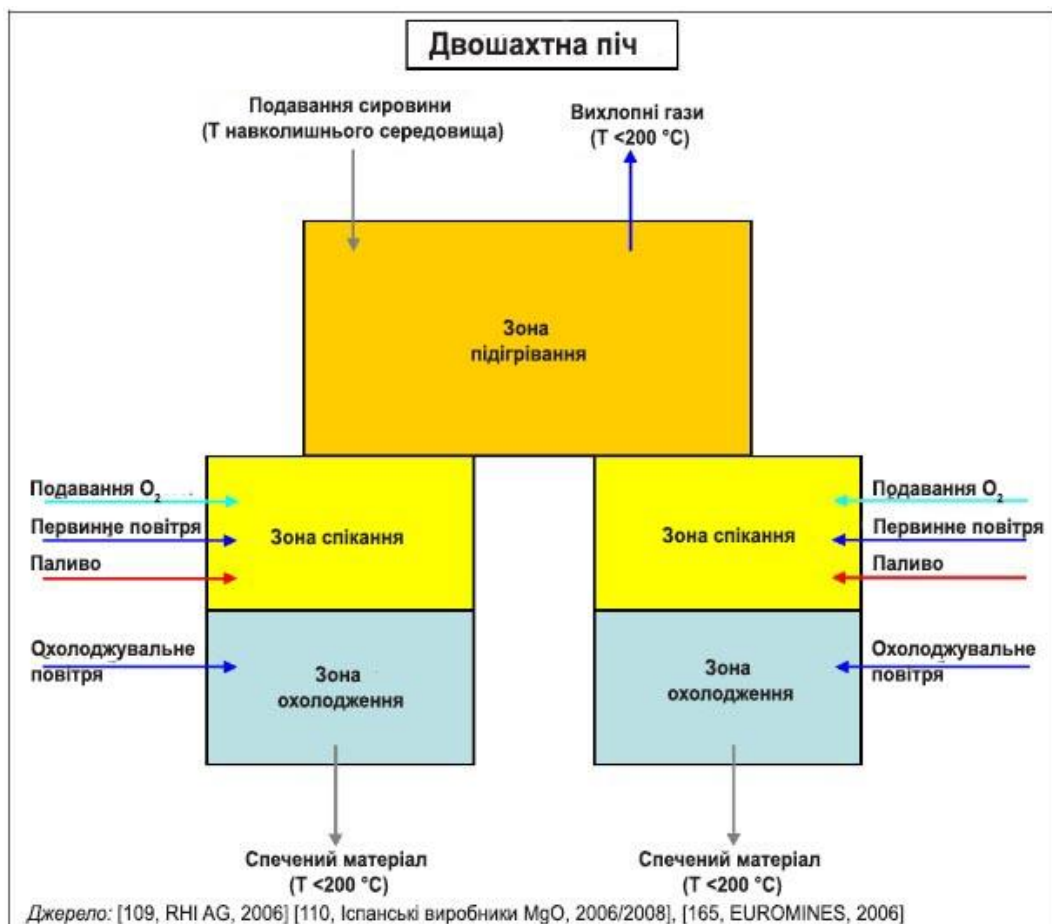 Двошахтна піч
Подавання сировини
(Т навколишнього середовища)
Вихлопні гази
(Т <200 °C)
Зона
підігрівання
Подавання O₂
Первинне повітря
Паливо
Зона спікання
Зона спікання
Подавання O₂
Первинне повітря
Паливо
Охолоджувальне
повітря
Зона
охолодження
Зона
охолодження
Охолоджувальне
повітря
Спечений матеріал
(Т <200 °C)
Спечений матеріал
(Т <200 °C)
Джерело: [109, RHI AG, 2006] [110, Іспанські виробники MgO, 2006/2008], [165, EUROMINES, 2006]